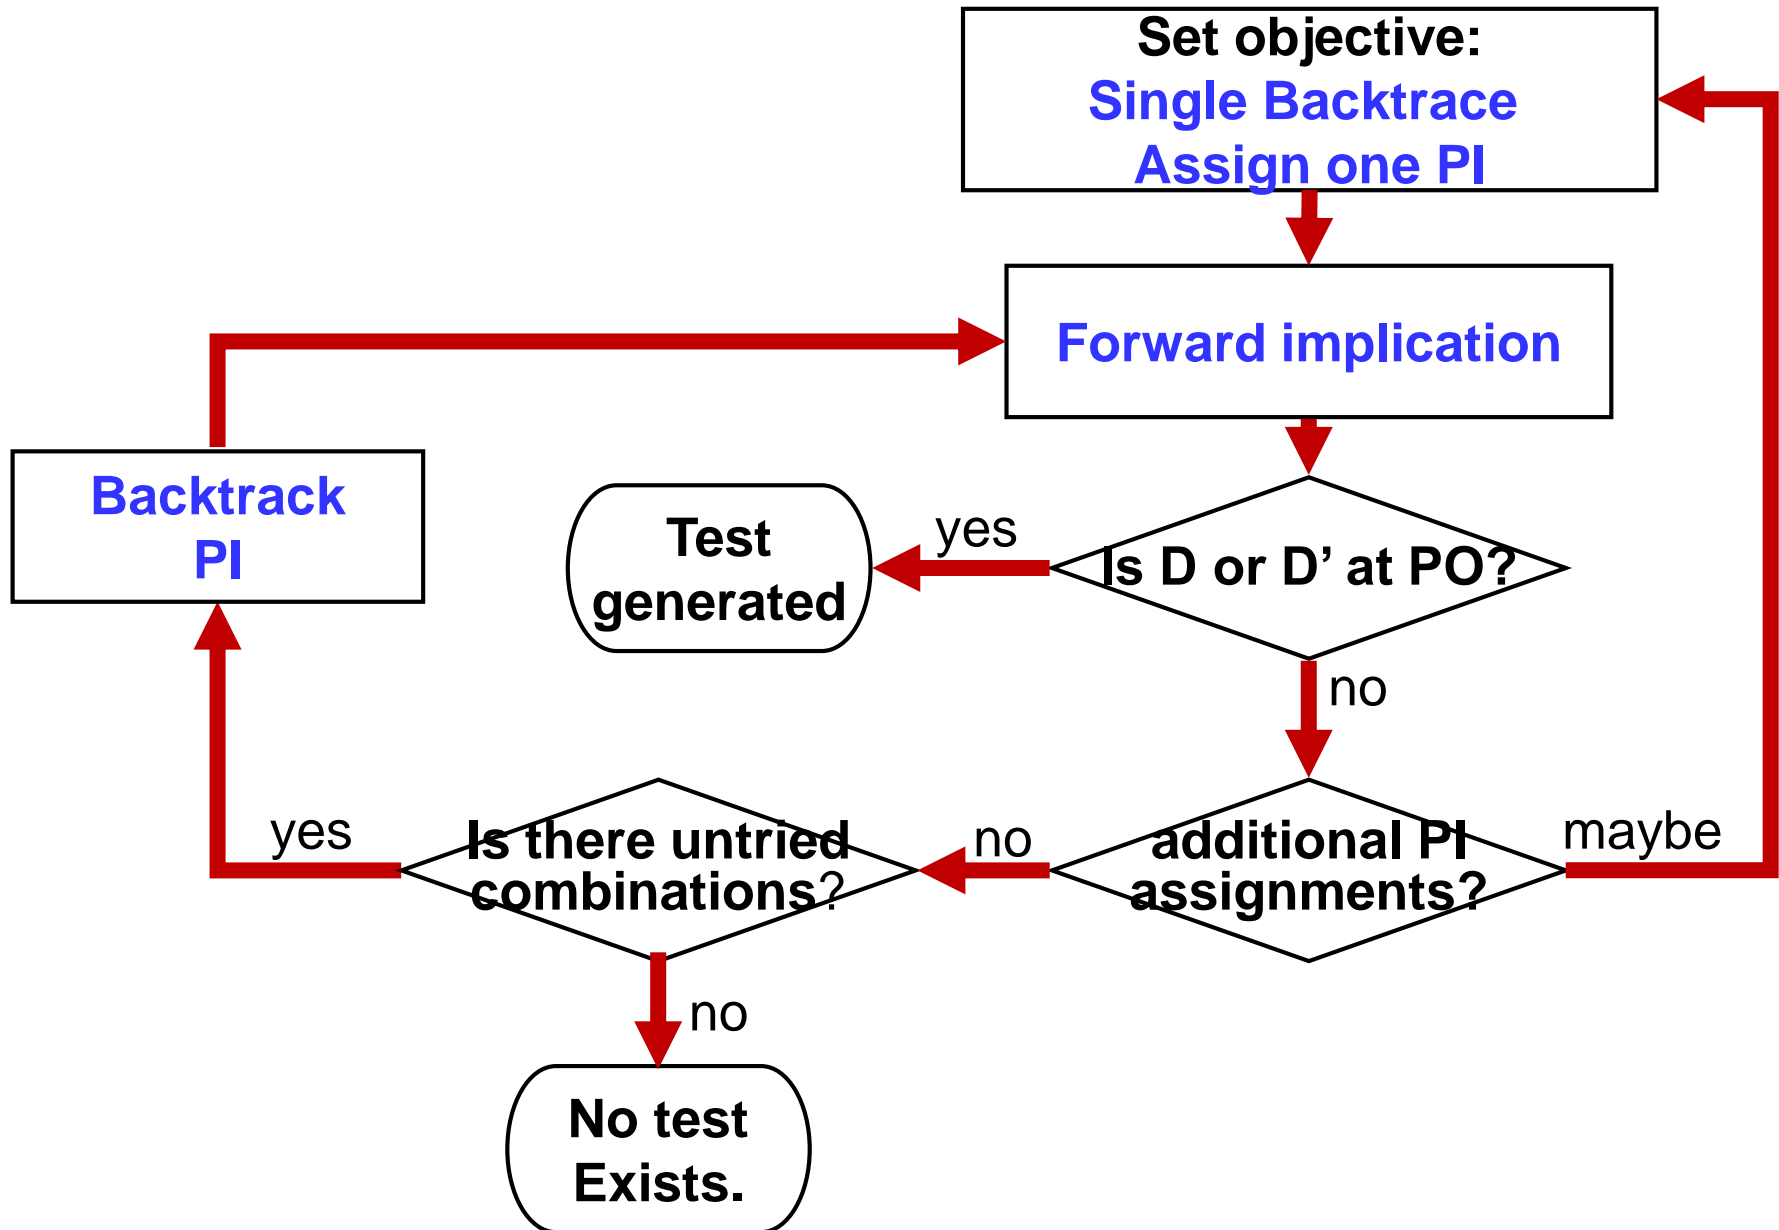 Set objective:
Single Backtrace
Assign one PI
Forward implication
Backtrack
PI
Test
generated
yes
Is D or D’ at PO?
no
yes
Is there untried
combinations?
no
additional PI
assignments?
maybe
no
No test
Exists.